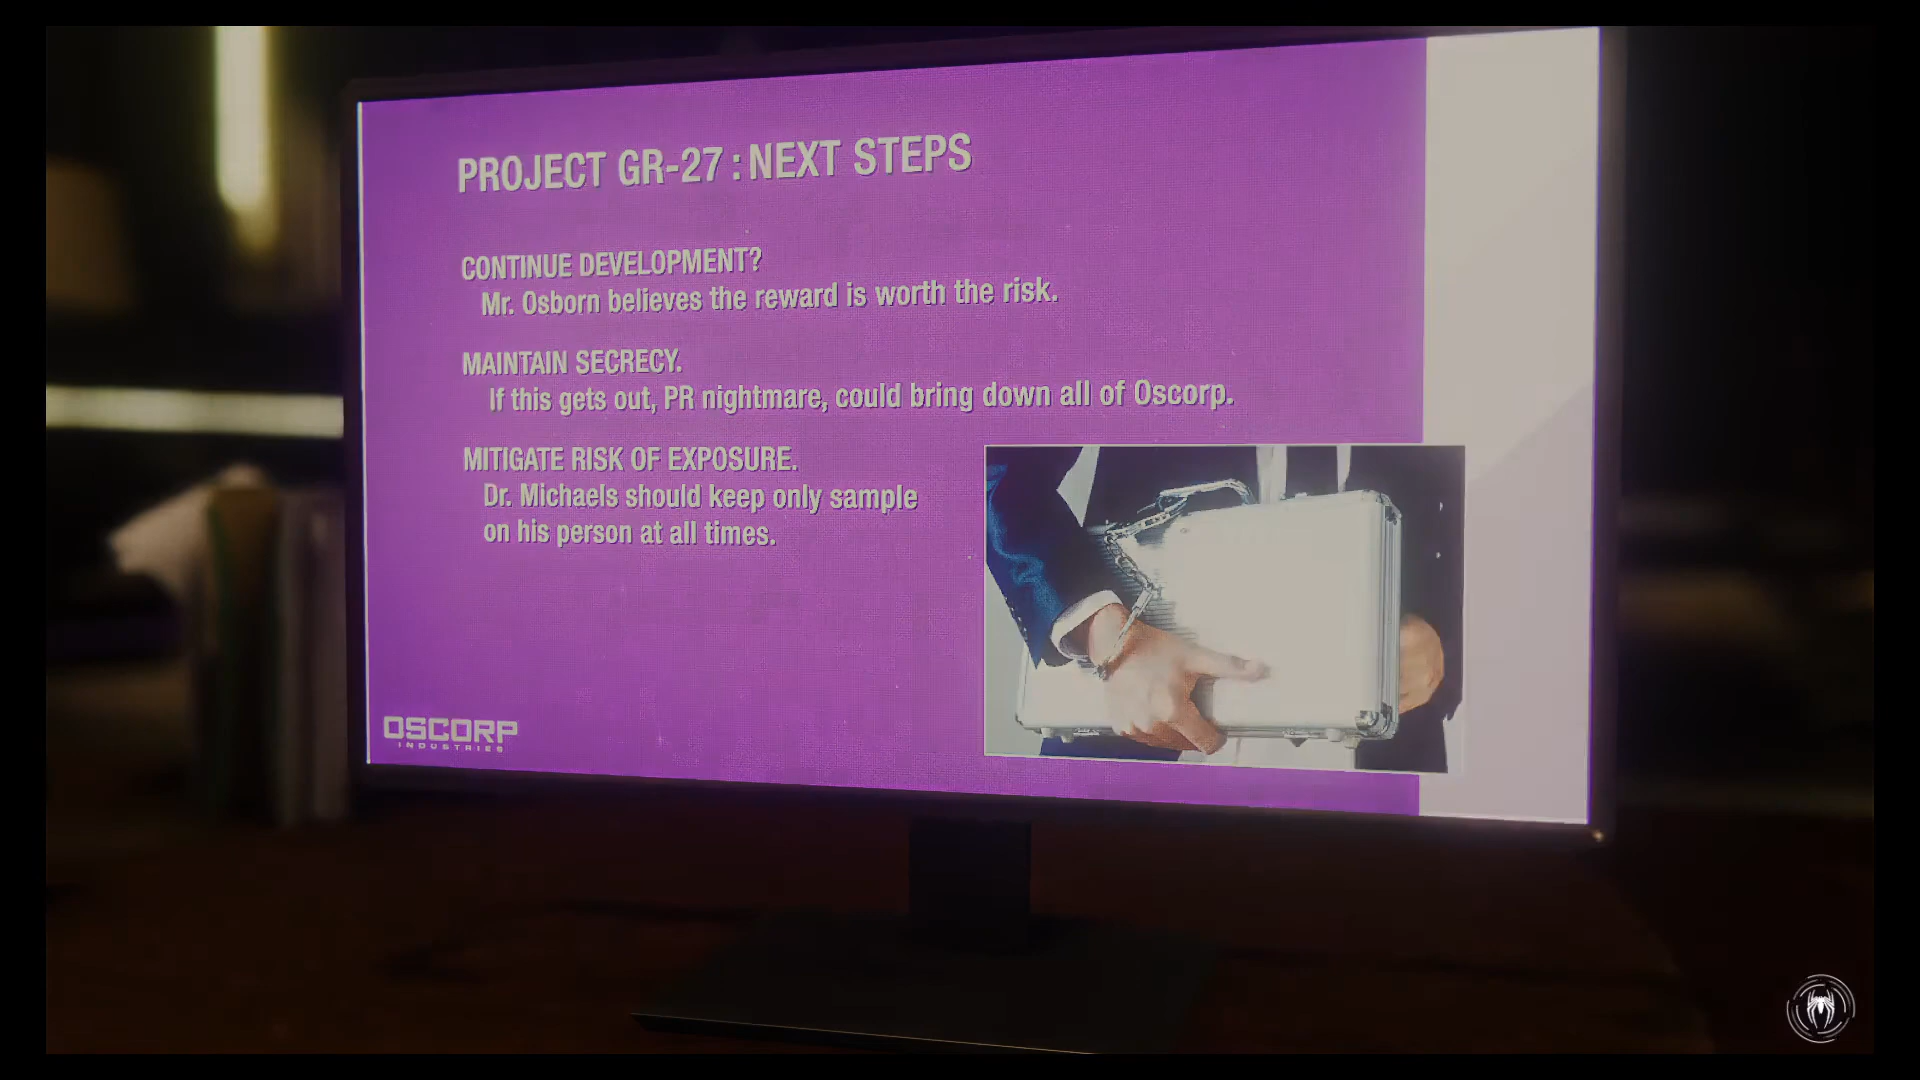 PROJECT GR-27 : NEXT STEPS
CONTINUE DEVELOPMENT?
Mr. Osborn believes the reward is worth the risk.
MAINTAIN SECRECY.
If this gets out, PR nightmare, could bring down all of Oscorp.
MITIGATE RISK OF EXPOSURE.
Dr. Michaels should keep only sample
on his person at all times.
OSCORP
INDUSTRIES